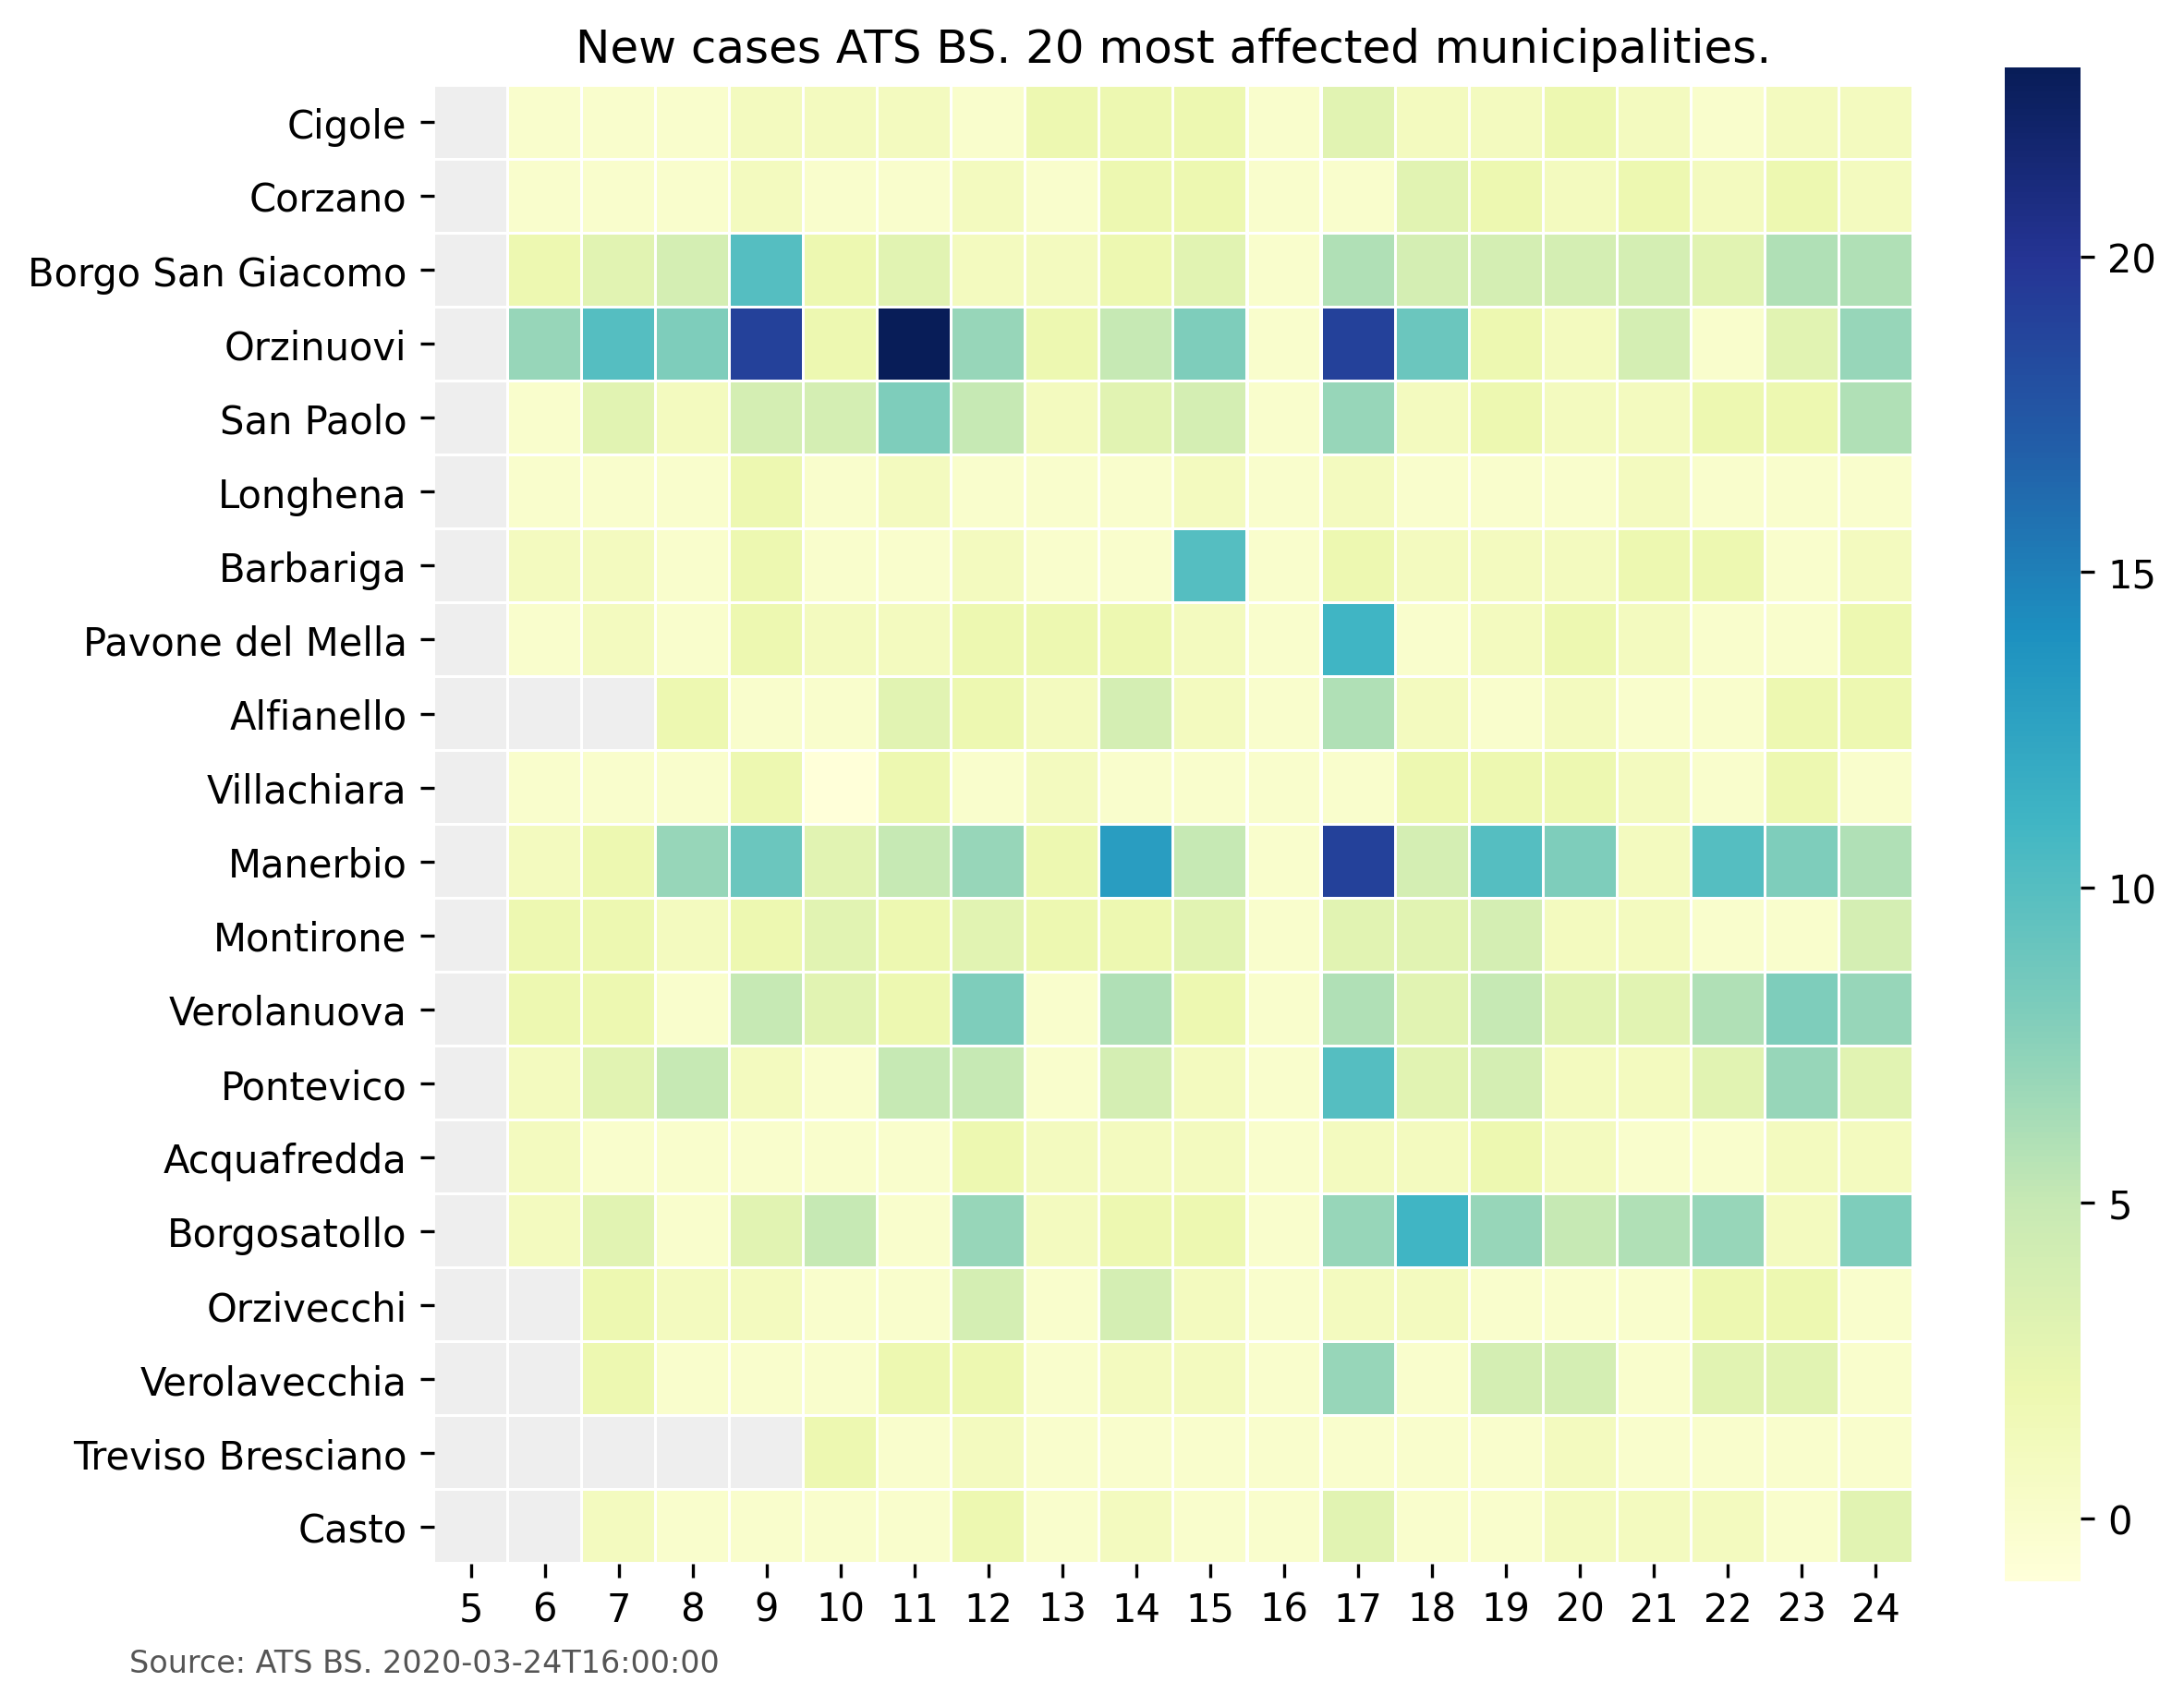 New cases ATS BS. 20 most affected municipalities.
Cigole
Corzano
Borgo San Giacomo
Orzinuovi
San Paolo
Longhena
Barbariga
Pavone del Mella
Alfianello
Villachiara
Manerbio
Montirone
Verolanuova
Pontevico
Acquafredda
Borgosatollo
Orzivecchi
Verolavecchia
Treviso Bresciano
Casto
5 6 7 8 9 10 11 12 13 14 15 16 17 18 19 20 21 22 23 24
20
15
10
5
0
Source: ATS BS. 2020-03-24T16:00:00